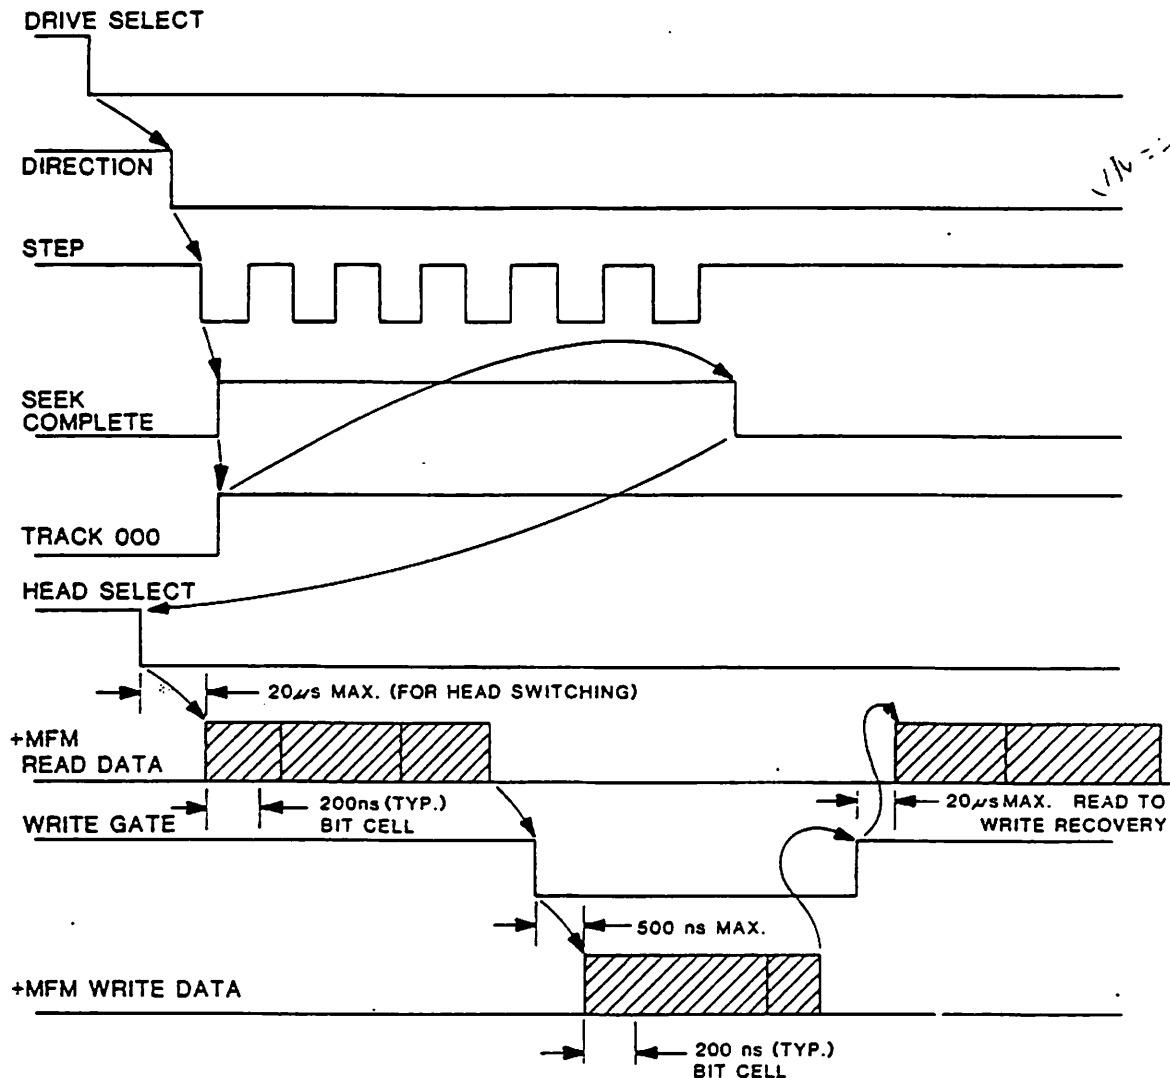 DRIVE SELECT
DIRECTION
STEP
SEEK
COMPLETE
TRACK 000
HEAD SELECT
20μs MAX. (FOR HEAD SWITCHING)
+MFM
READ DATA
200ns (TYP.)
BIT CELL
20μs MAX. READ TO
WRITE RECOVERY
WRITE GATE
500 ns MAX.
+MFM WRITE DATA
200 ns (TYP.)
BIT CELL